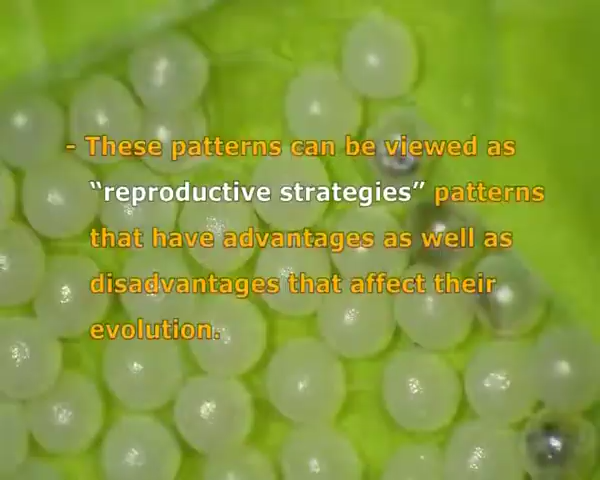 - These patterns can be viewed as
“reproductive strategies” patterns
that have advantages as well as
disadvantages that affect their
evolution.